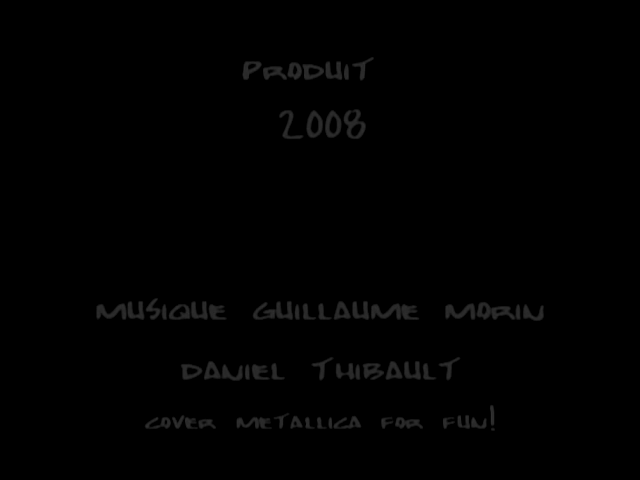 PRODUIT
2008
MUSIQUE GUILLAUME MORIN
DANIEL THIBAULT
COVER METALLICA FOR FUN!